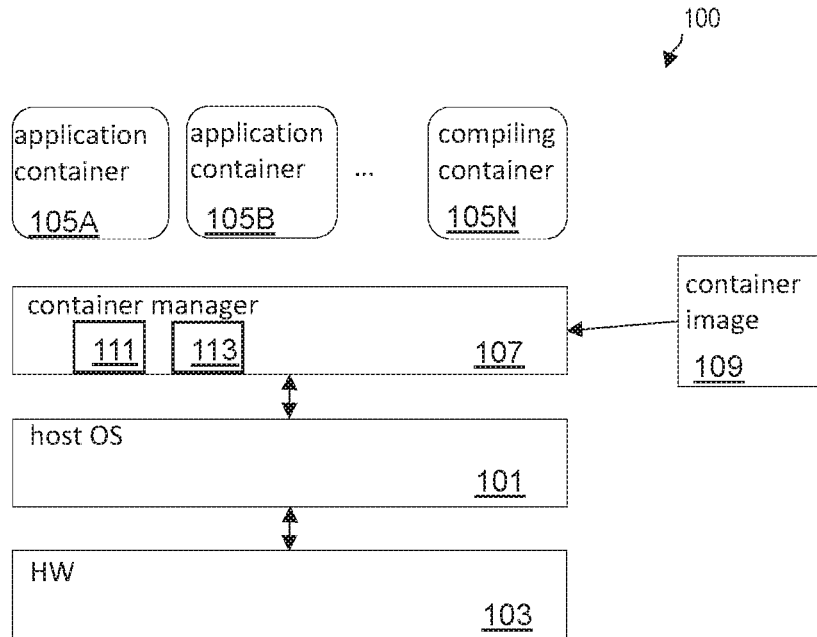 100
application
container
105A
application
container
105B
...
compiling
container
105N
container manager
111
113
107
container
image
109
host OS
101
HW
103